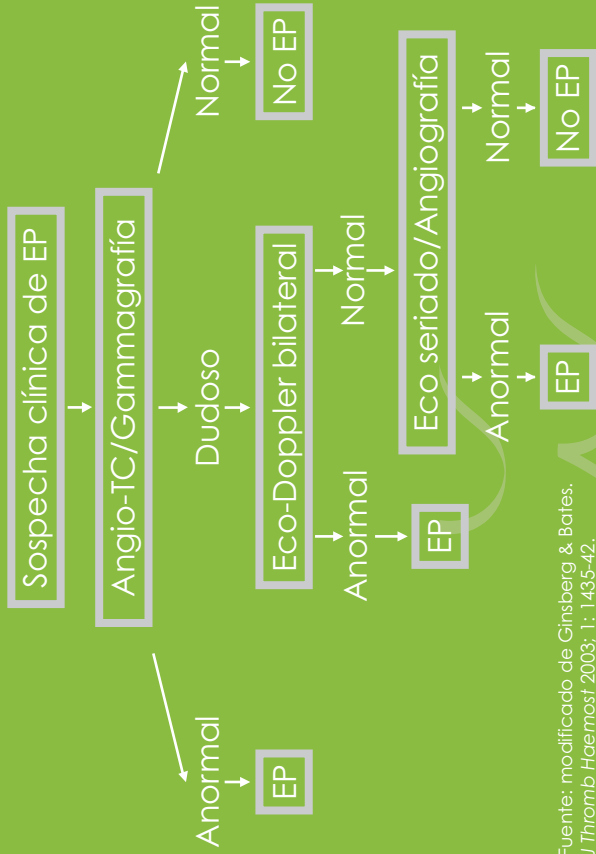 Sospecha clínica de EP
Angio-TC/Gammagrafía
Anormal
Dudoso
Normal
EP
Eco-Doppler bilateral
No EP
Anormal
Normal
EP
Eco seriado/Angiografía
Anormal
Normal
EP
No EP
Fuente: modificado de Ginsberg & Bates.
J Thromb Haemost 2003; 1: 1435-42.